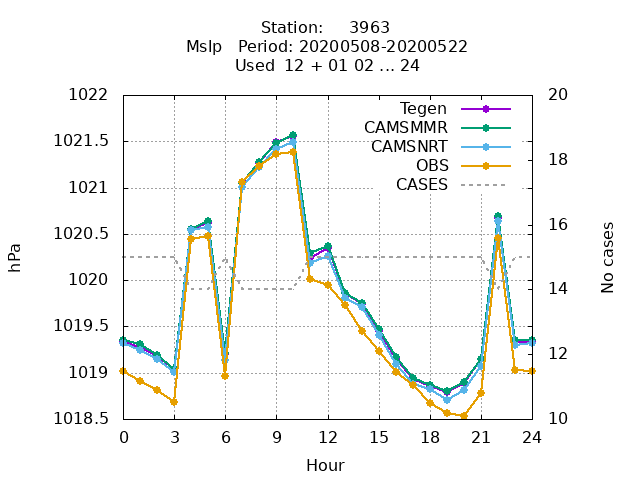 Station: 3963
Mslp Period: 20200508-20200522
Used 12 + 01 02 ... 24
1022
1021.5
1021
1020.5
1020
1019.5
1019
1018.5
20
18
16
14
12
10
Tegen
CAMSMMR
CAMSNRT
OBS
CASES
hPa
No cases
0 3 6 9 12 15 18 21 24
Hour